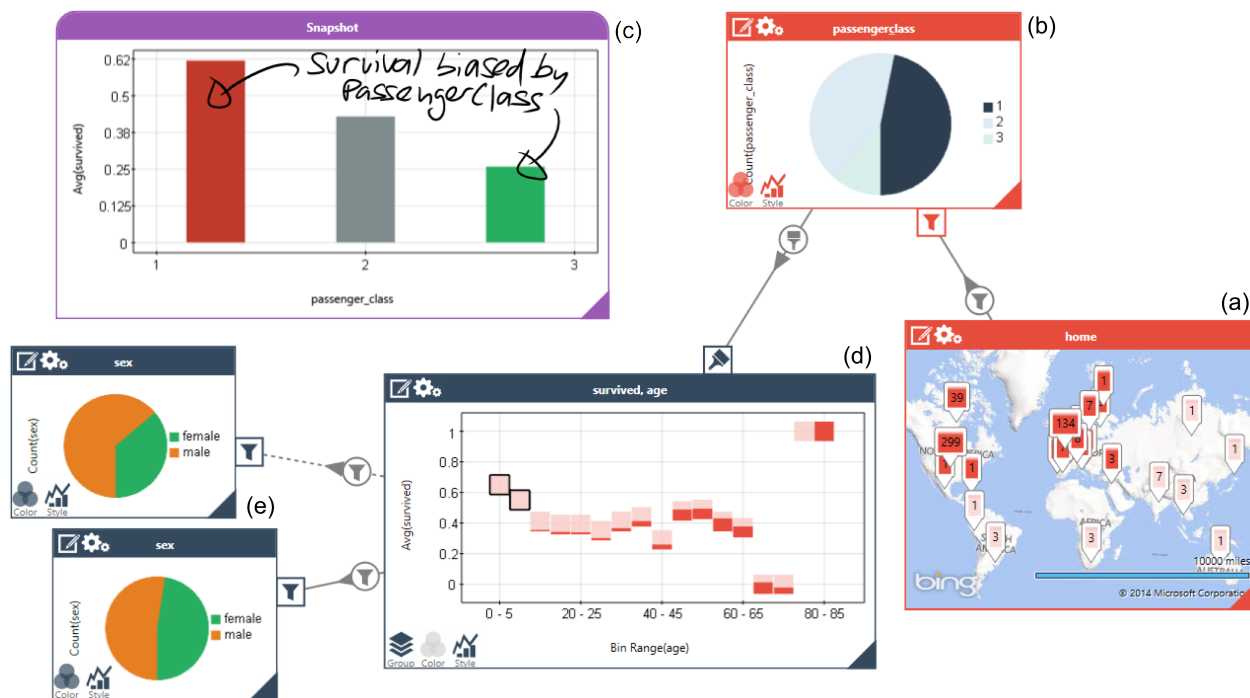 Snapshot
(c)
0.62
0.5
0.38
0.25
0.125
0
Avg(survived)
1
2
3
passenger_class
Survival biased by
PassengerClass
passengerclass
(b)
Count(passenger_class)
1
2
3
Color
Style
(a)
home
39
299
1
1
134
7
1
3
1
1
7
3
1
3
3
1
10000 miles
bing
© 2014 Microsoft Corporation
sex
Count(sex)
female
male
Color
Style
(e)
sex
Count(sex)
female
male
Color
Style
(d)
survived, age
Avg(survived)
1
0.8
0.6
0.4
0.2
0
0 - 5
20 - 25
40 - 45
60 - 65
80 - 85
Bin Range(age)
Group
Color
Style